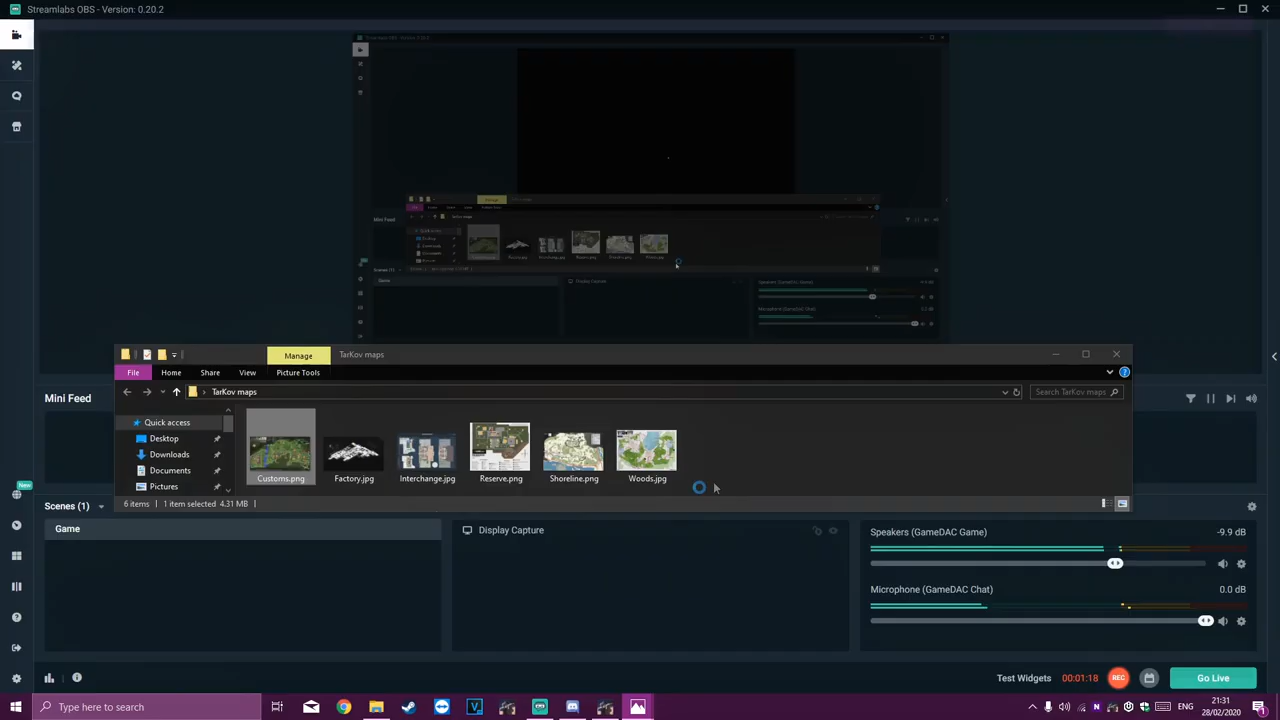 Streamlabs OBS - Version: 0.20.2
Manage
TarKov maps
File
Home
Share
View
Picture Tools
TarKov maps
Search TarKov maps
Quick access
Desktop
Downloads
Documents
Pictures
Customs.png
Factory.jpg
Interchange.jpg
Reserve.png
Shoreline.png
Woods.jpg
6 items
1 item selected 4.31 MB
Mini Feed
New
Scenes (1)
Game
Display Capture
Speakers (GameDAC Game)
-9.9 dB
Microphone (GameDAC Chat)
0.0 dB
Test Widgets
00:01:18
REC
Go Live
Type here to search
ENG
21:31
28/02/2020